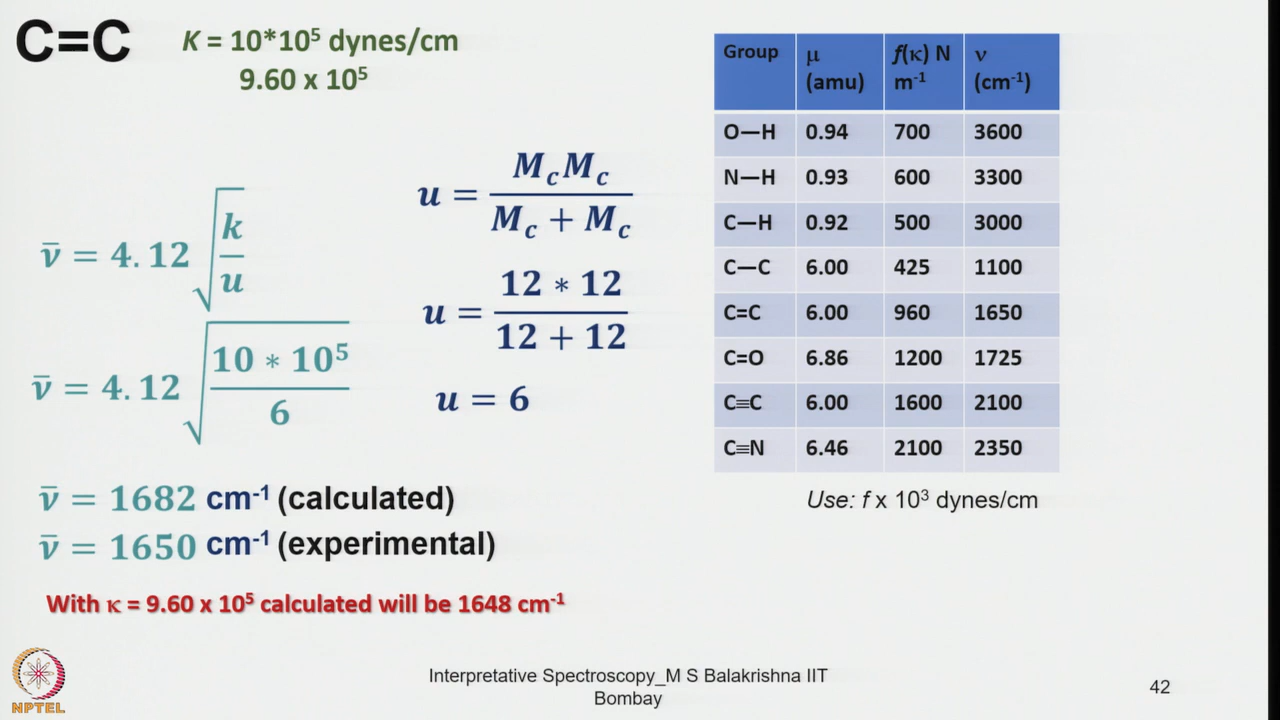 C=C
K = 10*10⁵ dynes/cm
9.60 x 10⁵
ν̄ = 4.12 √(k/u)
ν̄ = 4.12 √(10 * 10⁵/6)
u = M_c M_c / (M_c + M_c)
u = 12 * 12 / (12 + 12)
u = 6
ν̄ = 1682 cm⁻¹ (calculated)
ν̄ = 1650 cm⁻¹ (experimental)
With κ = 9.60 x 10⁵ calculated will be 1648 cm⁻¹
Group μ (amu) f(κ) N m⁻¹ ν (cm⁻¹)
O—H 0.94 700 3600
N—H 0.93 600 3300
C—H 0.92 500 3000
C—C 6.00 425 1100
C=C 6.00 960 1650
C=O 6.86 1200 1725
C≡C 6.00 1600 2100
C≡N 6.46 2100 2350
Use: f x 10³ dynes/cm
NPTEL
Interpretative Spectroscopy_M S Balakrishna IIT
Bombay
42